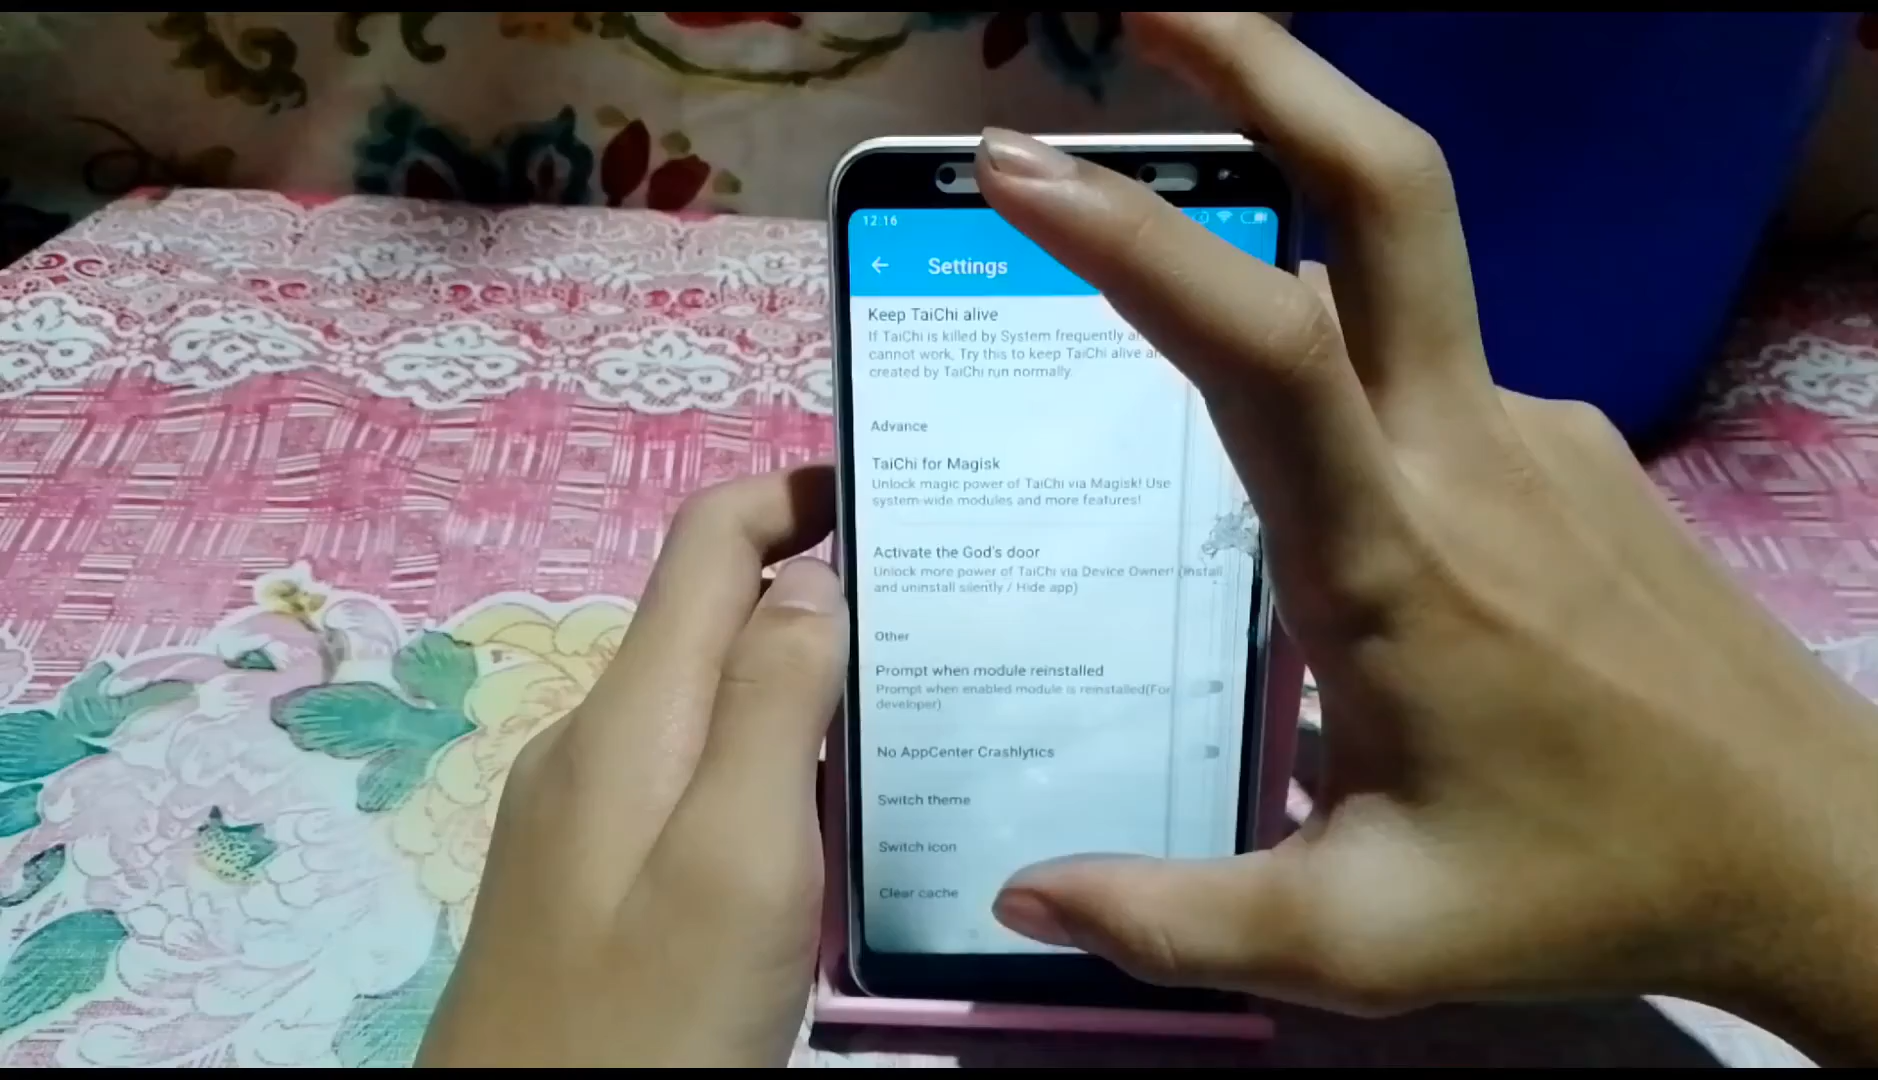 12:16
Settings
Keep TaiChi alive
If TaiChi is killed by System frequently
cannot work, Try this to keep TaiChi alive
created by TaiChi run normally.
Advance
TaiChi for Magisk
Unlock magic power of TaiChi via Magisk! Use
system-wide modules and more features!
Activate the God's door
Unlock more power of TaiChi via Device Owner! (Install
and uninstall silently / Hide app)
Other
Prompt when module reinstalled
Prompt when enabled module is reinstalled(For
developer)
No AppCenter Crashlytics
Switch theme
Switch icon
Clear cache